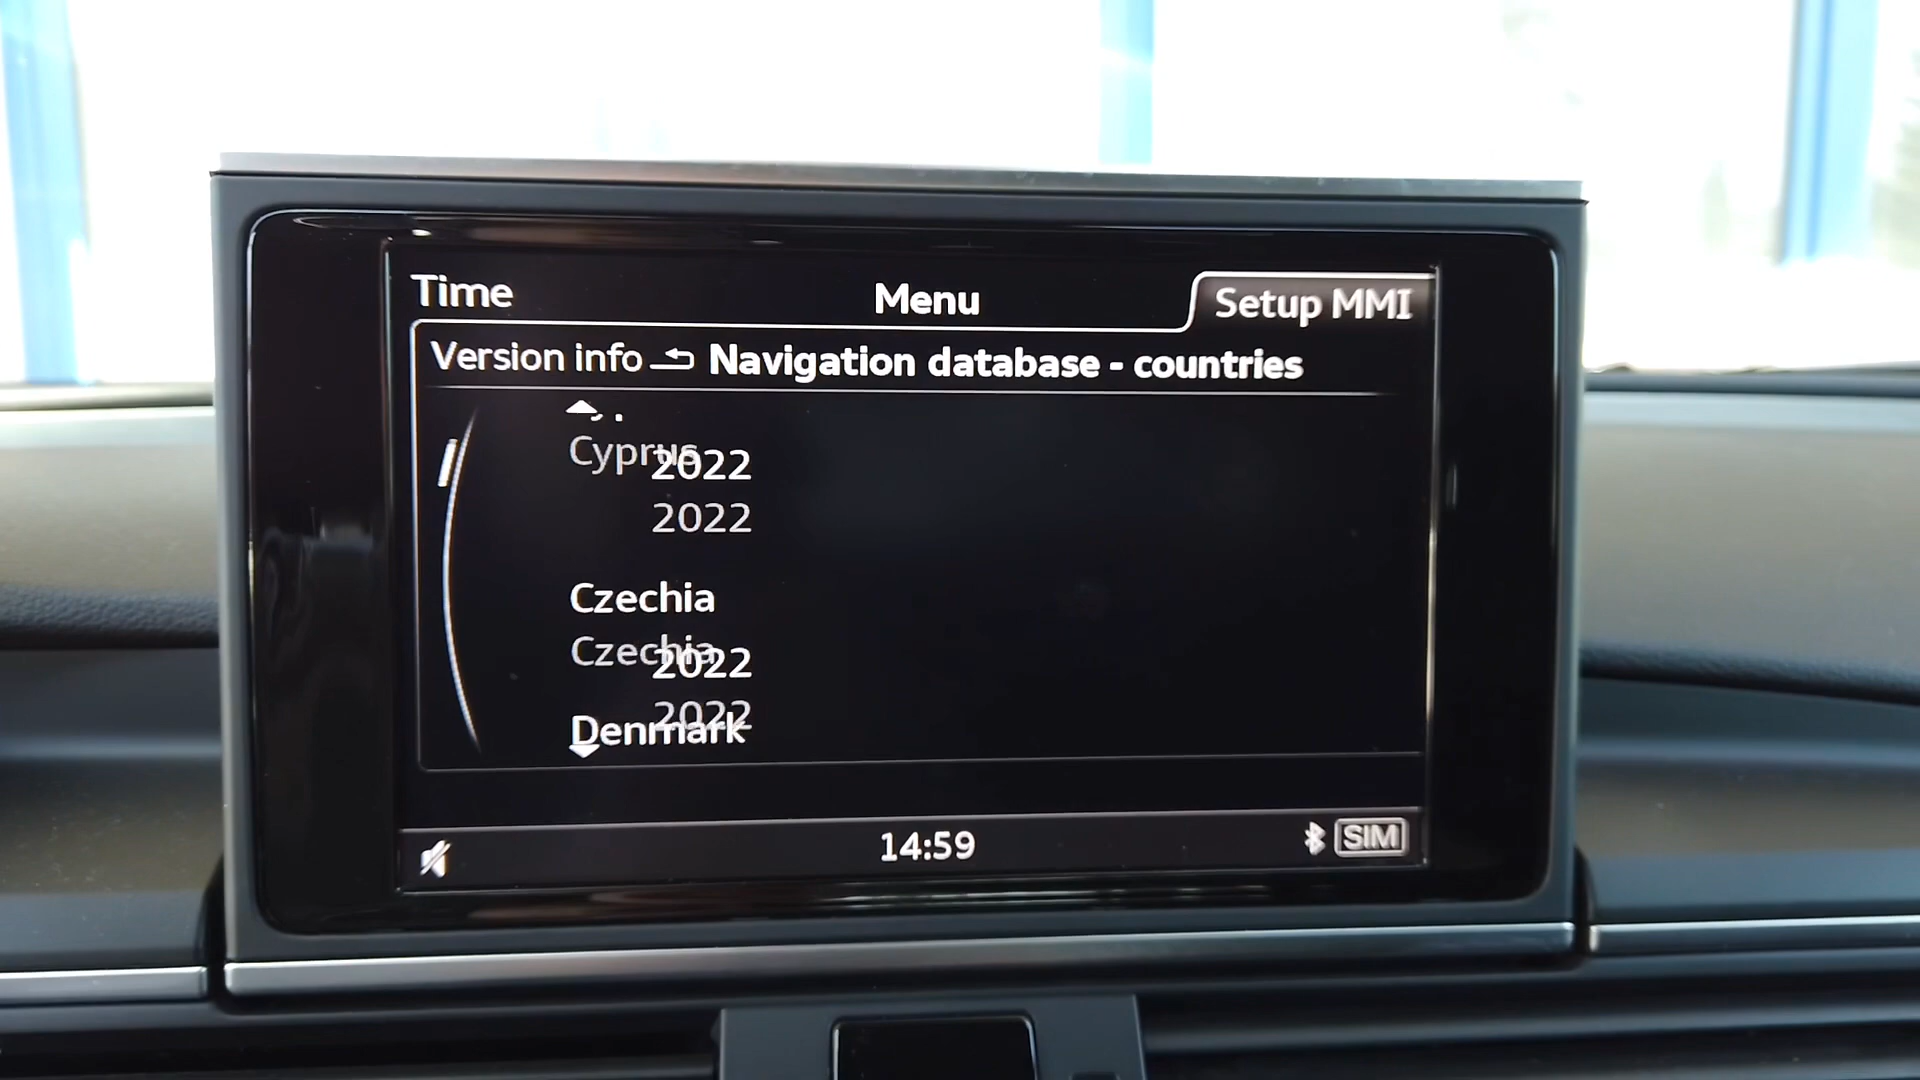 Time Menu Setup MMI
Version info Navigation database - countries
Cyprus
2022
2022
Czechia
Czechia
2022
2022
Denmark
14:59 SIM